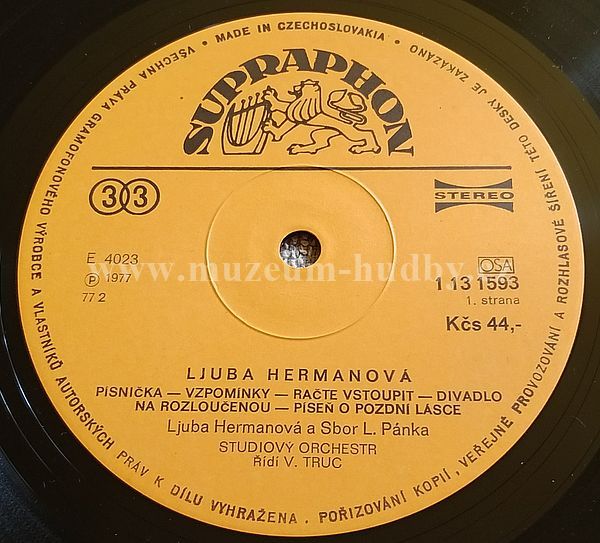 VŠECHNA PRÁVA GRAMOFONOVÉHO VÝROBCE A VLASTNÍKŮ AUTORSKÝCH PRÁV K DÍLU VYHRAŽENA. POŘIZOVÁNÍ KOPIÍ, VEŘEJNÉ PROVOZOVÁNÍ A ROZHLASOVÉ ŠÍŘENÍ TÉTO DESKY JE ZAKÁZÁNO • MADE IN CZECHOSLOVAKIA •
SUPRAPHON
33
STEREO
E 4023
Ⓟ 1977
77 2
OSA
1 13 1593
1. strana
Kčs 44,-
www.muzeum-hudby.
LJUBA HERMANOVÁ
PÍSNIČKA — VZPOMÍNKY — RAČTE VSTOUPIT — DIVADLO
NA ROZLOUČENOU — PÍSEŇ O POZDNÍ LÁSCE
Ljuba Hermanová a Sbor L. Pánka
STUDIOVÝ ORCHESTR
Řídí V. TRUC